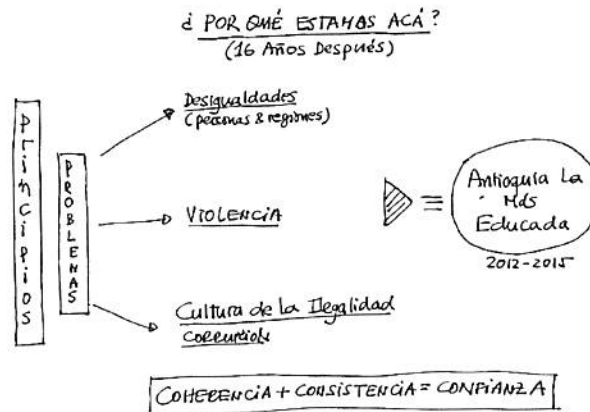 ¿POR QUÉ ESTAMOS ACÁ?
(16 Años Después)
PRINCIPIOS
PROBLEMAS
Desigualdades
(personas & regiones)
VIOLENCIA
Cultura de la Ilegalidad
Corrupción
Antioquia La
Más
Educada
2012-2015
COHERENCIA + CONSISTENCIA = CONFIANZA